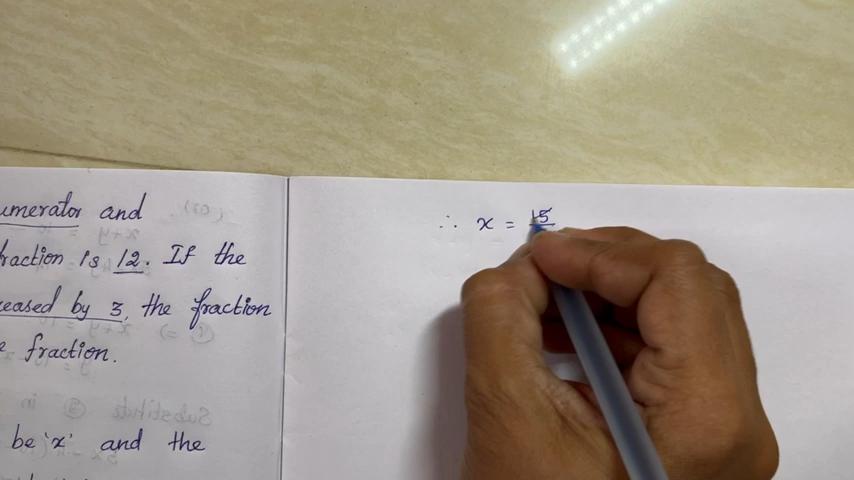 umerator and
raction is 12. If the
eased by 3, the fraction
e fraction.
be 'x' and the
∴ x = 15